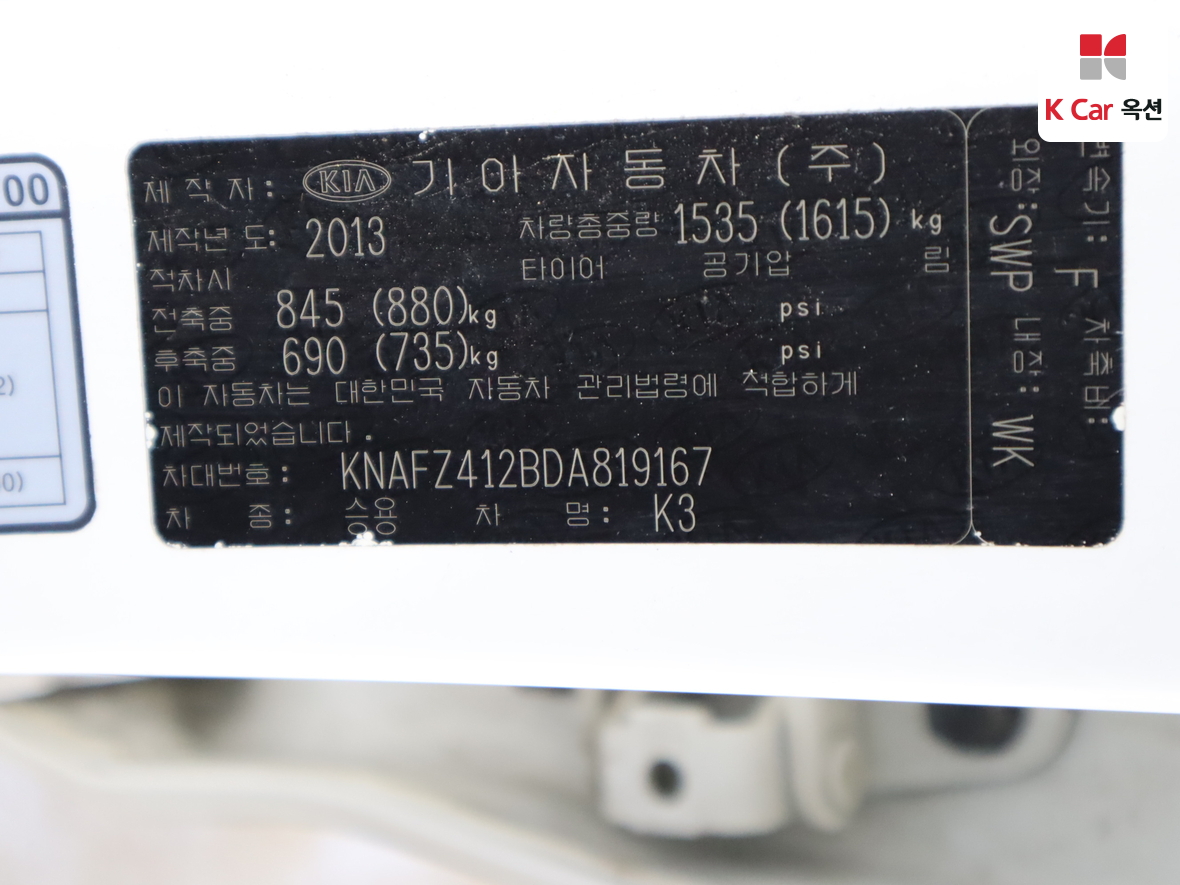 K Car 옥션
00
2)
00)
제 작 자 : KIA 기 아 자 동 차 ( 주 )
제작년 도: 2013 차량총중량 1535 (1615) kg
적차시 타이어 공기압 림
전축중 845 (880)kg psi
후축중 690 (735)kg psi
이 자동차는 대한민국 자동차 관리법령에 적합하게
제작되었습니다 .
차대번호 : KNAFZ412BDA819167
차 종 : 승용 차 명 : K3
변속기: F 차축비:
외장:SWP 내장: WK